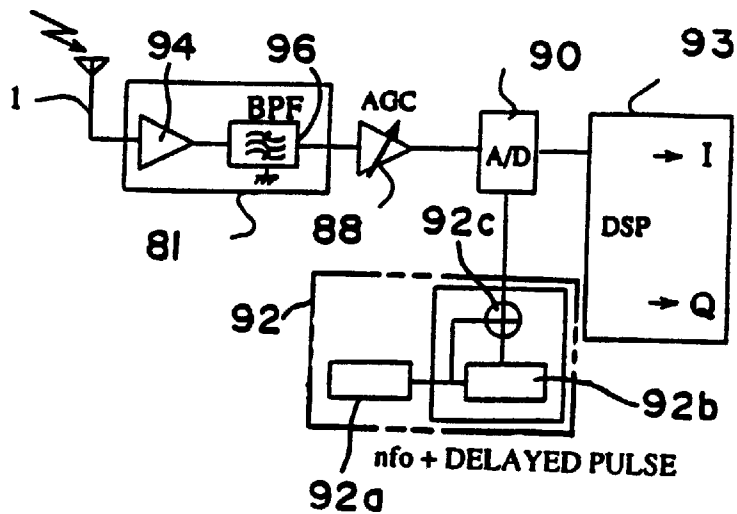 94
96
90
93
1
BPF
AGC
A/D
I
81
88
92c
DSP
92
Q
92b
nfo + DELAYED PULSE
92a